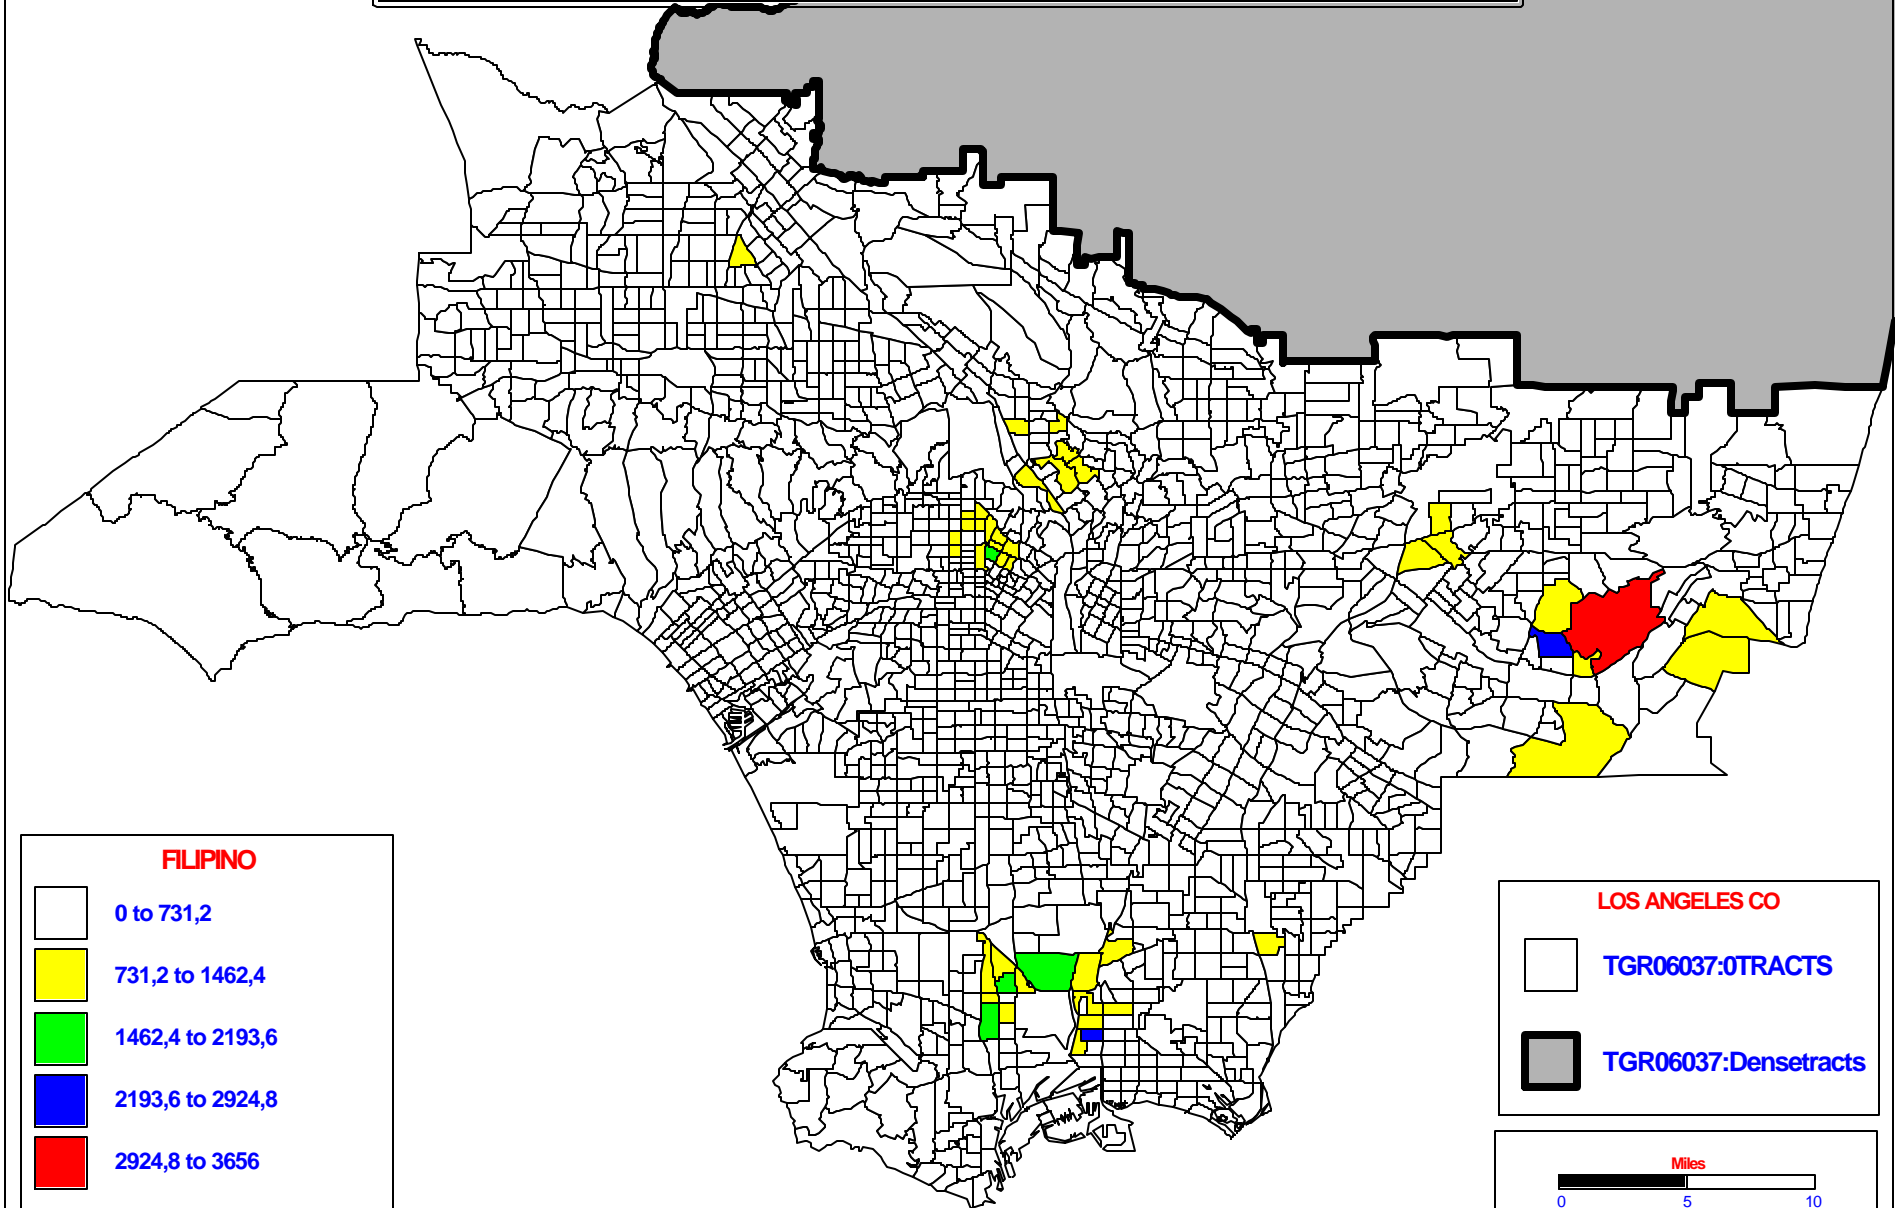 FILIPINO
0 to 731,2
731,2 to 1462,4
1462,4 to 2193,6
2193,6 to 2924,8
2924,8 to 3656
LOS ANGELES CO
TGR06037:0TRACTS
TGR06037:Densetracts
Miles
0 5 10